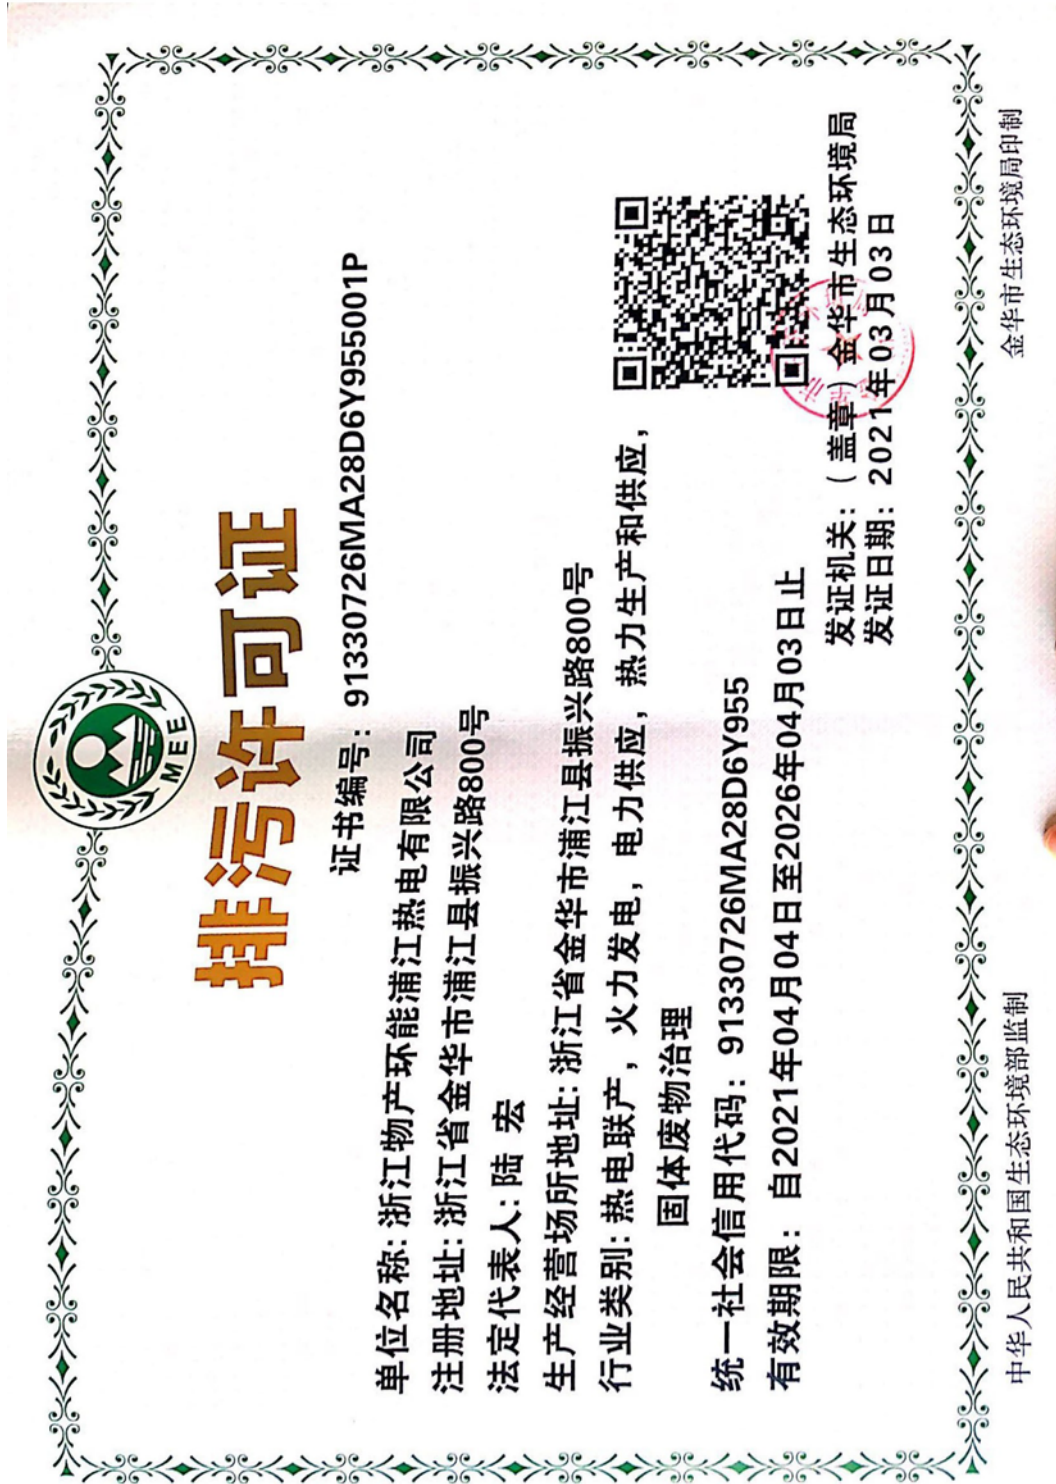 MEE
排污许可证
证书编号：91330726MA28D6Y955001P
单位名称:浙江物产环能浦江热电有限公司
注册地址:浙江省金华市浦江县振兴路800号
法定代表人:陆 宏
生产经营场所地址:浙江省金华市浦江县振兴路800号
行业类别:热电联产，火力发电，电力供应，热力生产和供应，
固体废物治理
统一社会信用代码：91330726MA28D6Y955
有效期限：自2021年04月04日至2026年04月03日止
发证机关：（盖章）金华市生态环境局
发证日期：2021年03月03日
中华人民共和国生态环境部监制
金华市生态环境局印制